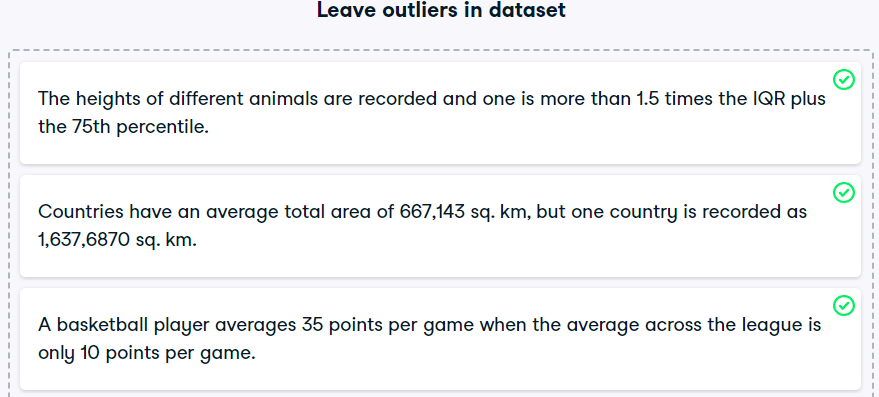 Leave outliers in dataset
The heights of different animals are recorded and one is more than 1.5 times the IQR plus
the 75th percentile.
Countries have an average total area of 667,143 sq. km, but one country is recorded as
1,637,6870 sq. km.
A basketball player averages 35 points per game when the average across the league is
only 10 points per game.